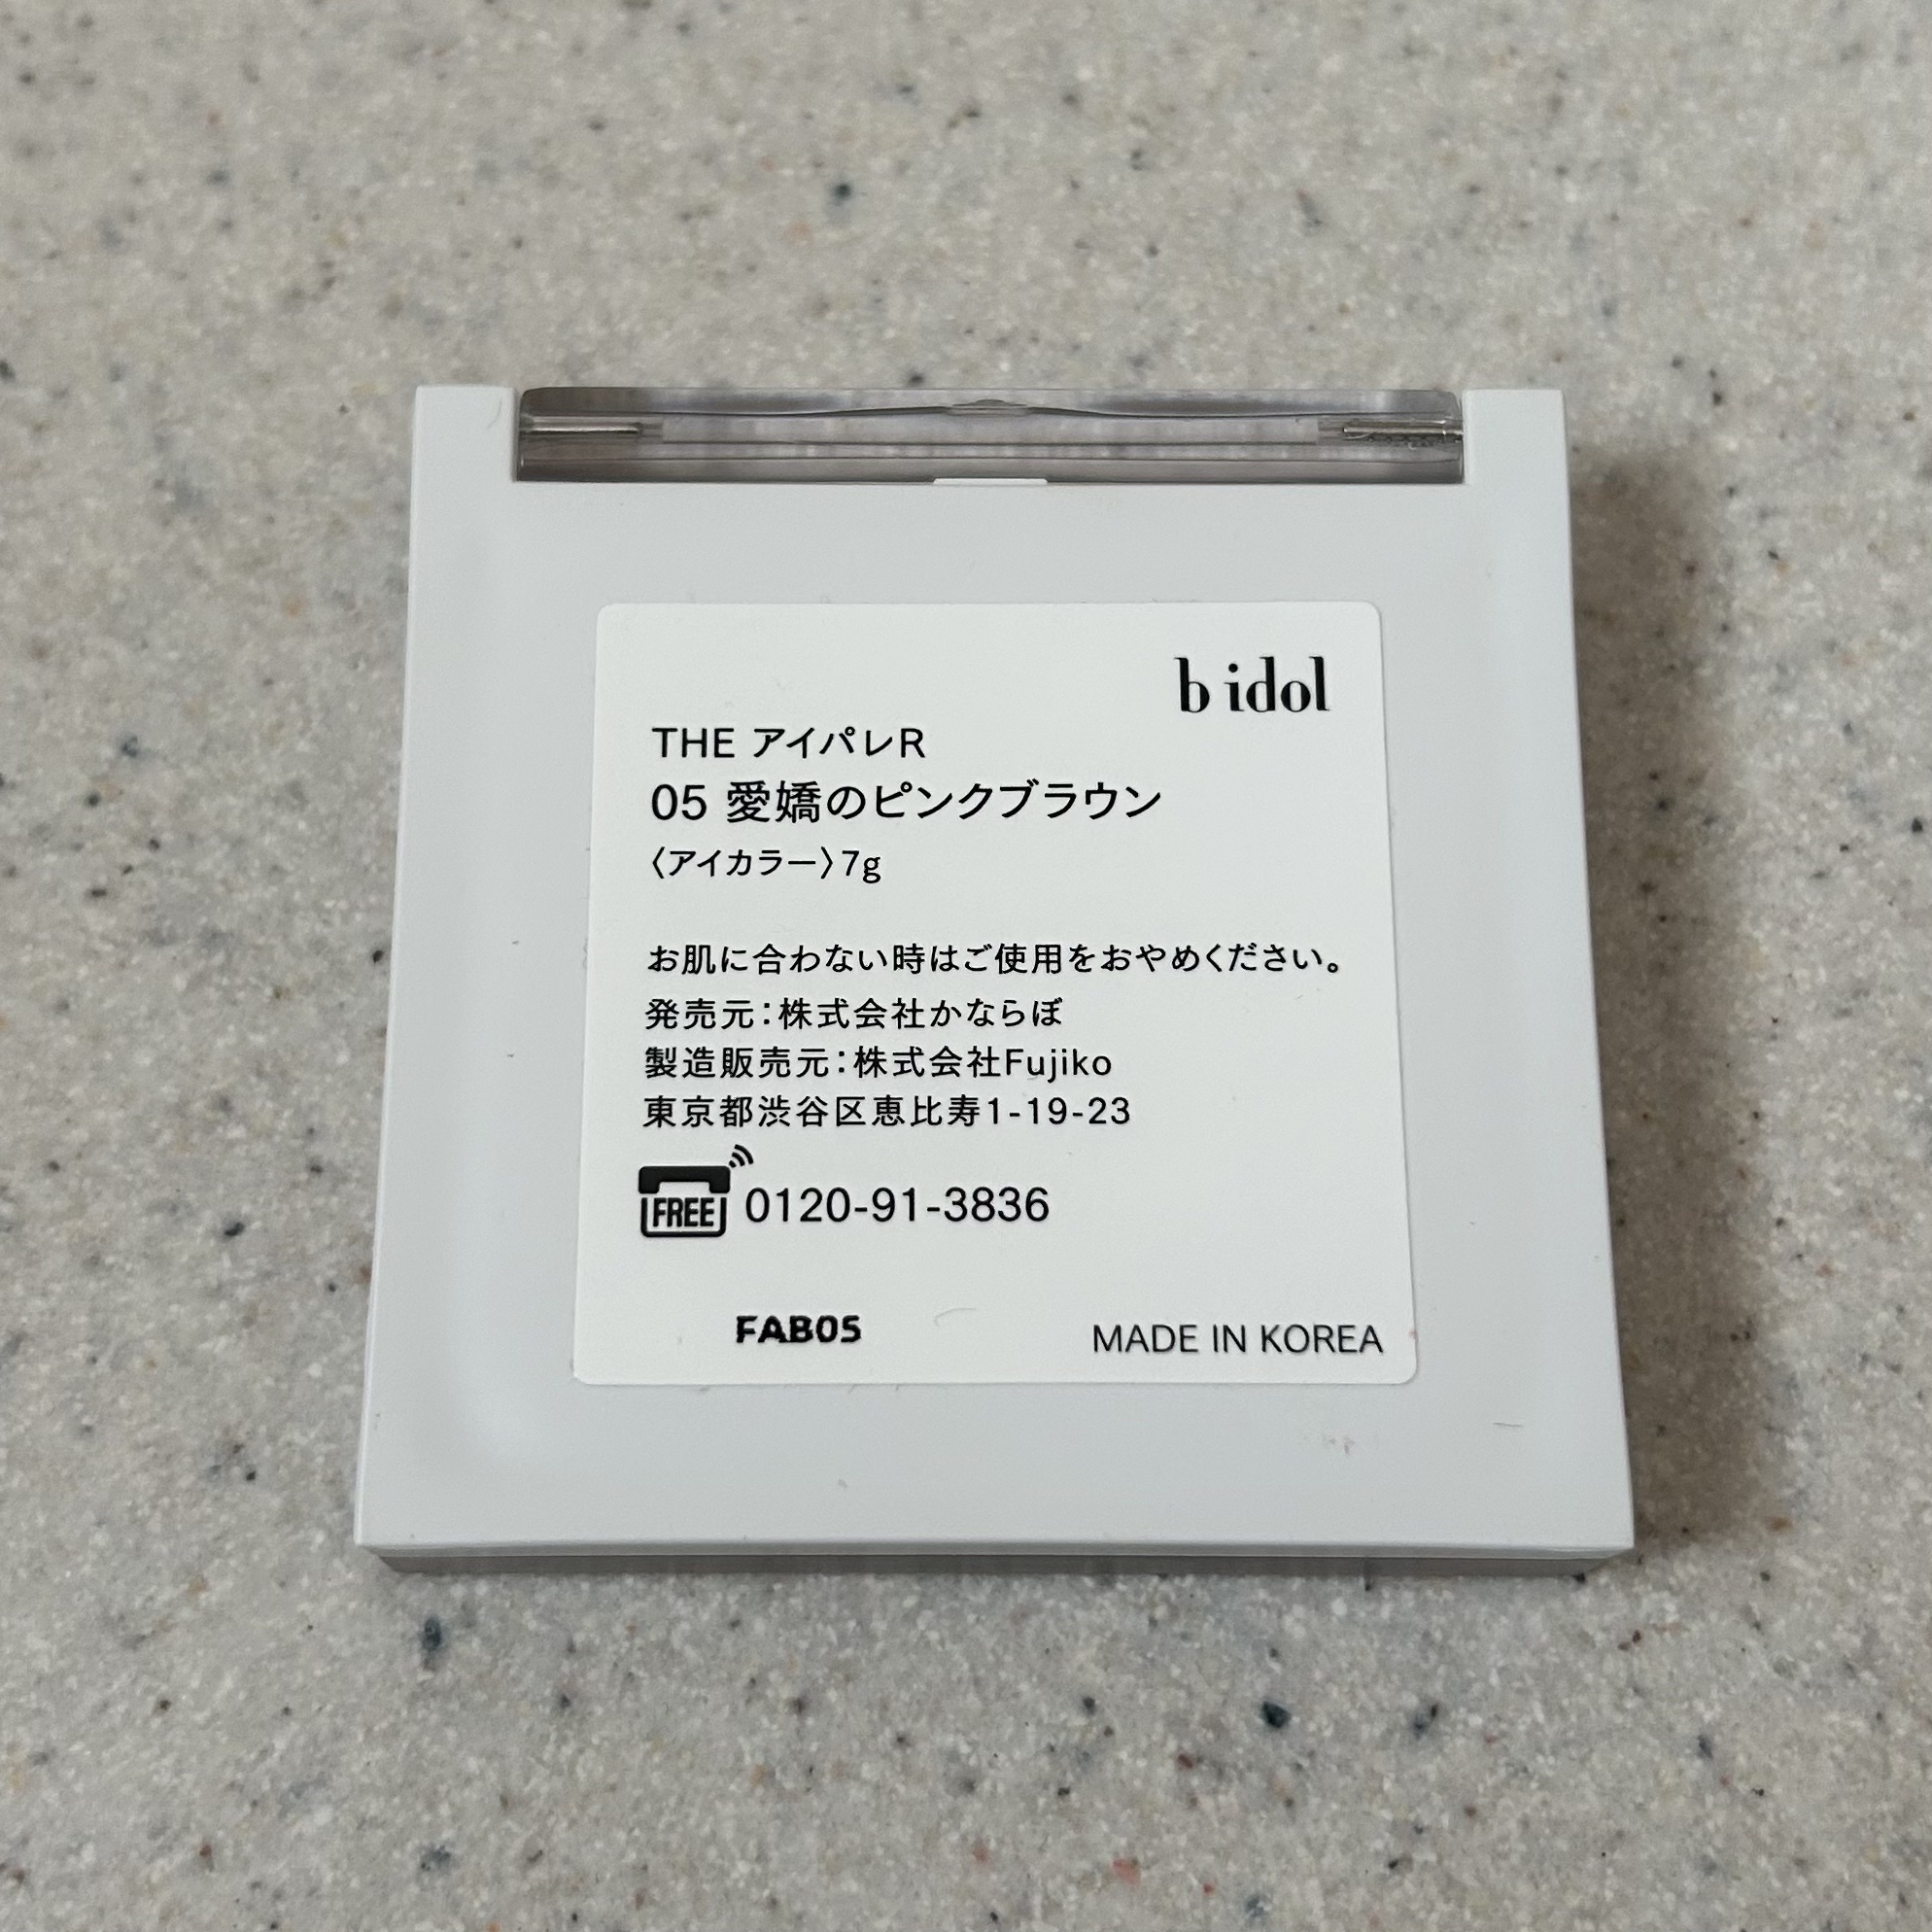 b idol
THE アイパレR
05 愛嬌のピンクブラウン
〈アイカラー〉7g
お肌に合わない時はご使用をおやめください。
発売元：株式会社かならぼ
製造販売元：株式会社Fujiko
東京都渋谷区恵比寿1-19-23
FREE 0120-91-3836
FAB05
MADE IN KOREA